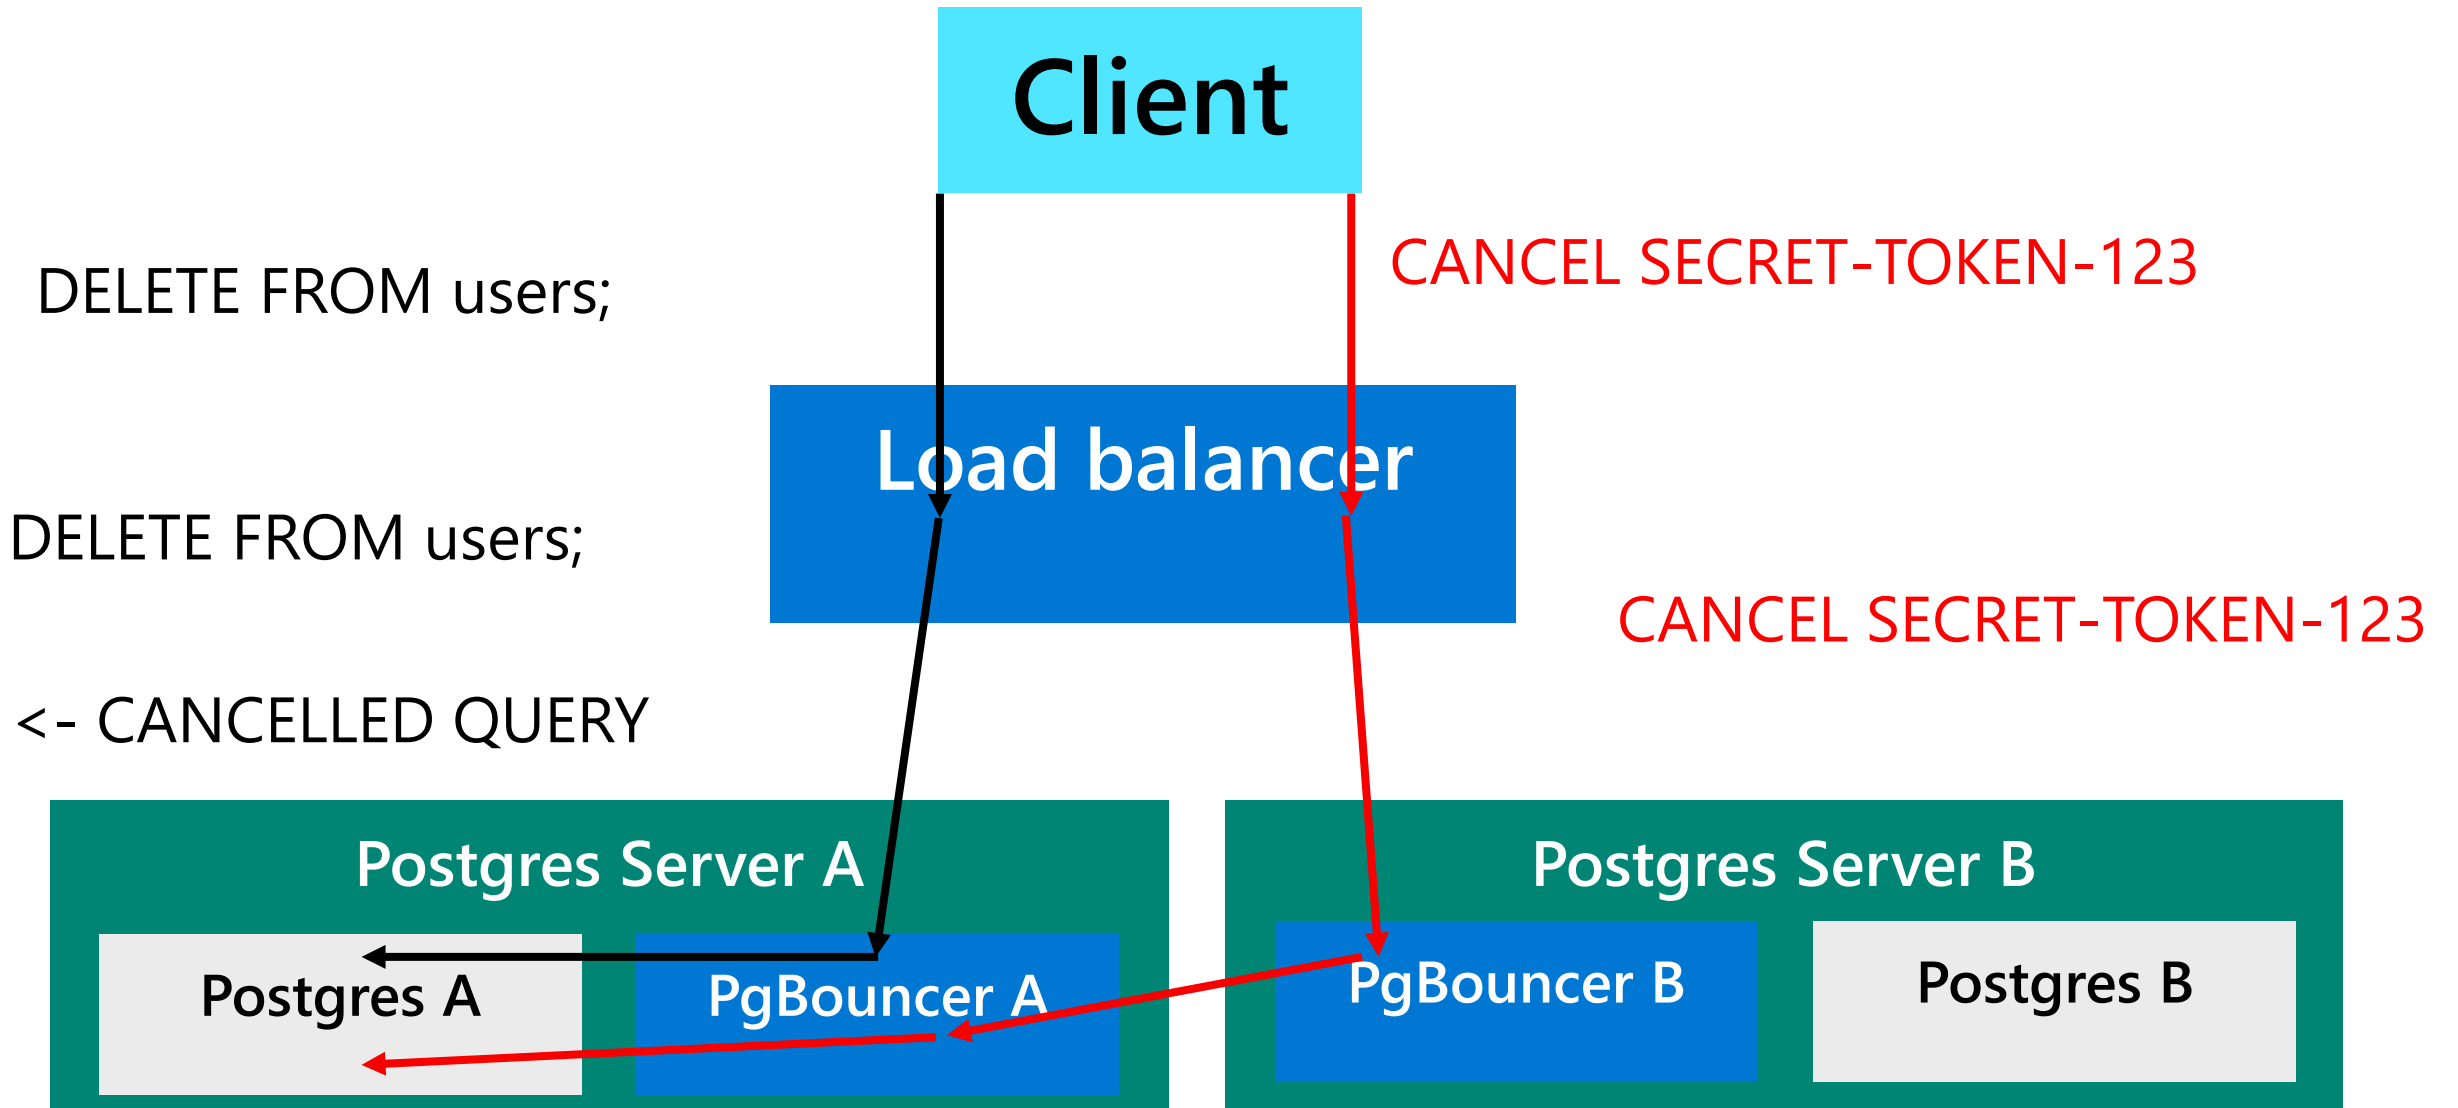 Client
CANCEL SECRET-TOKEN-123
DELETE FROM users;
Load balancer
DELETE FROM users;
CANCEL SECRET-TOKEN-123
<- CANCELLED QUERY
Postgres Server A
Postgres Server B
Postgres A
PgBouncer A
PgBouncer B
Postgres B